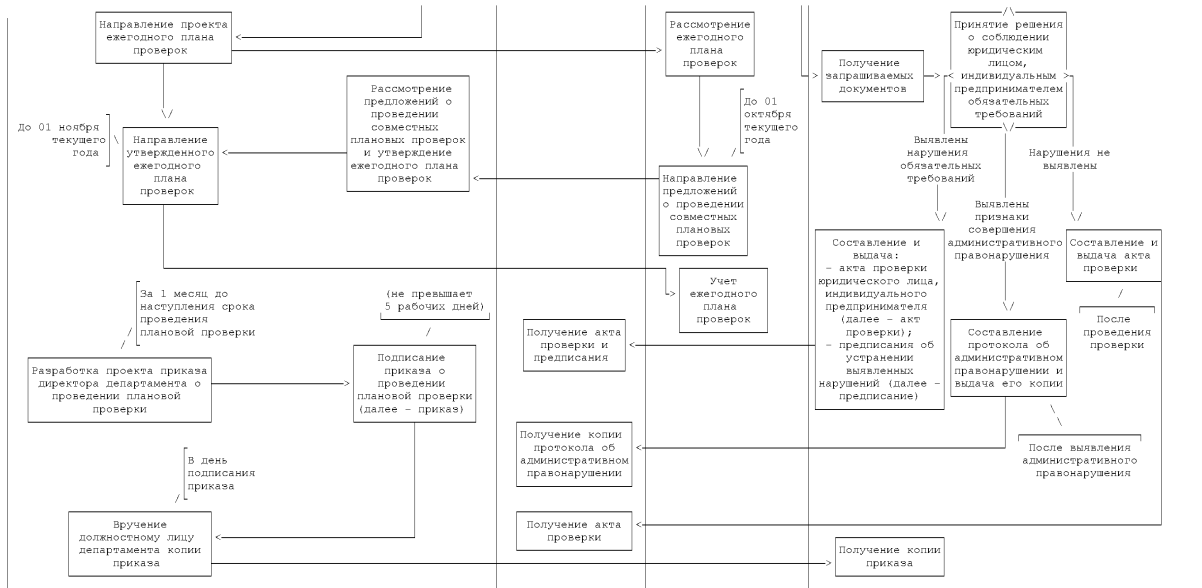 Направление проекта
ежегодного плана
проверок
Рассмотрение
ежегодного
плана
проверок
Получение
запрашиваемых
документов
Принятие решения
о соблюдении
юридическим
лицом,
индивидуальным
предпринимателем
обязательных
требований
До 01 ноября
текущего
года
Направление
утвержденного
ежегодного
плана
проверок
Рассмотрение
предложений о
проведении
совместных
плановых проверок
и утверждение
ежегодного плана
проверок
До 01
октября
текущего
года
Направление
предложений
о проведении
совместных
плановых
проверок
Выявлены
нарушения
обязательных
требований
Нарушения не
выявлены
Выявлены
признаки
совершения
административного
правонарушения
Учет
ежегодного
плана
проверок
Составление и
выдача:
- акта проверки
юридического лица,
индивидуального
предпринимателя
(далее - акт
проверки);
- предписания об
устранении
выявленных
нарушений (далее -
предписание)
Составление и
выдача акта
проверки
После
проведения
проверки
За 1 месяц до
наступления срока
проведения
плановой проверки
(не превышает
5 рабочих дней)
Получение акта
проверки и
предписания
Составление
протокола об
административном
правонарушении и
выдача его копии
Разработка проекта приказа
директора департамента о
проведении плановой
проверки
Подписание
приказа о
проведении
плановой проверки
(далее - приказ)
Получение копии
протокола об
административном
правонарушении
После выявления
административного
правонарушения
В день
подписания
приказа
Вручение
должностному лицу
департамента копии
приказа
Получение акта
проверки
Получение копии
приказа